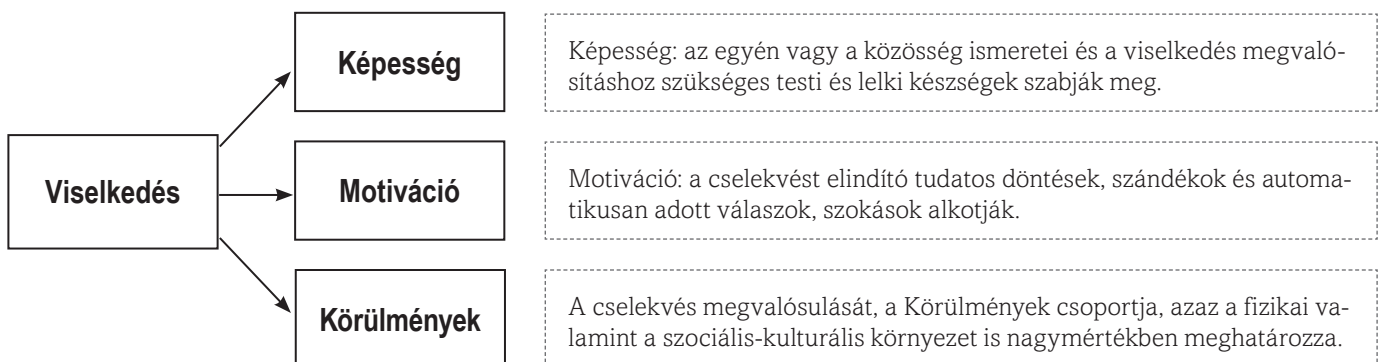 Képesség
Képesség: az egyén vagy a közösség ismeretei és a viselkedés megvaló-
sításhoz szükséges testi és lelki készségek szabják meg.
Viselkedés
Motiváció
Motiváció: a cselekvést elindító tudatos döntések, szándékok és automa-
tikusan adott válaszok, szokások alkotják.
Körülmények
A cselekvés megvalósulását, a Körülmények csoportja, azaz a fizikai va-
lamint a szociális-kulturális környezet is nagymértékben meghatározza.